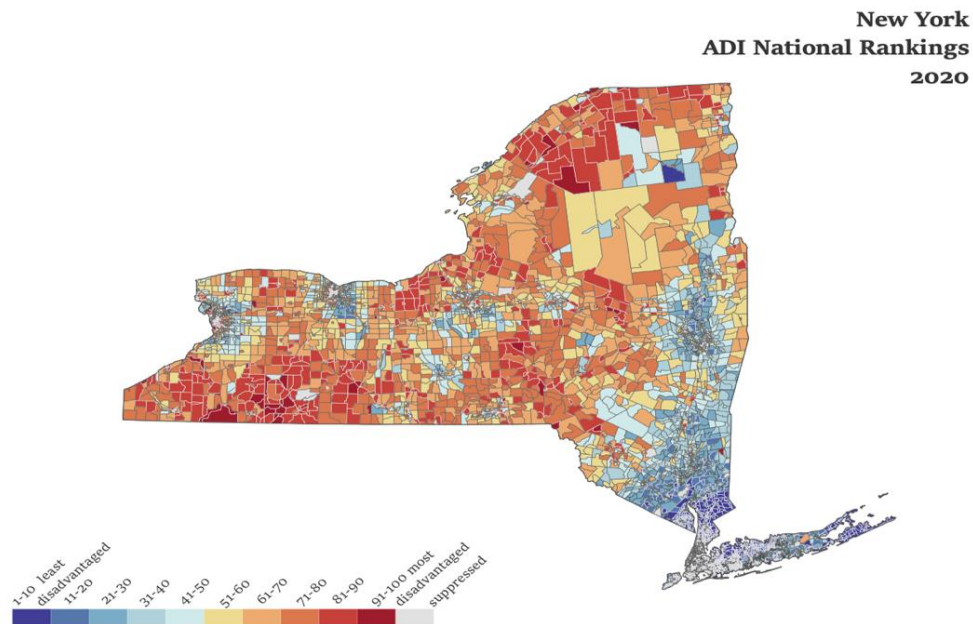 New York
ADI National Rankings
2020
1-10 least
disadvantaged
11-20
21-30
31-40
41-50
51-60
61-70
71-80
81-90
91-100 most
disadvantaged
suppressed